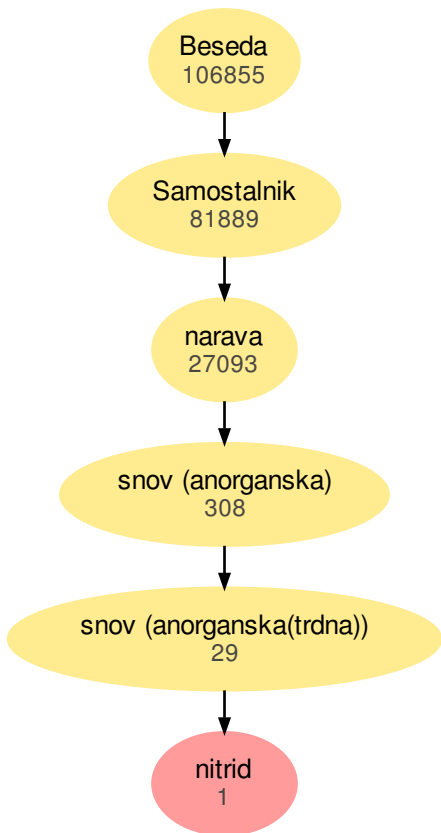 Beseda
106855
Samostalnik
81889
narava
27093
snov (anorganska)
308
snov (anorganska(trdna))
29
nitrid
1